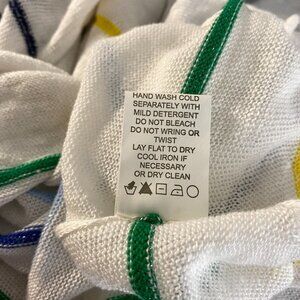 HAND WASH COLD
SEPARATELY WITH
MILD DETERGENT
DO NOT BLEACH
DO NOT WRING OR
TWIST
LAY FLAT TO DRY
COOL IRON IF
NECESSARY
OR DRY CLEAN